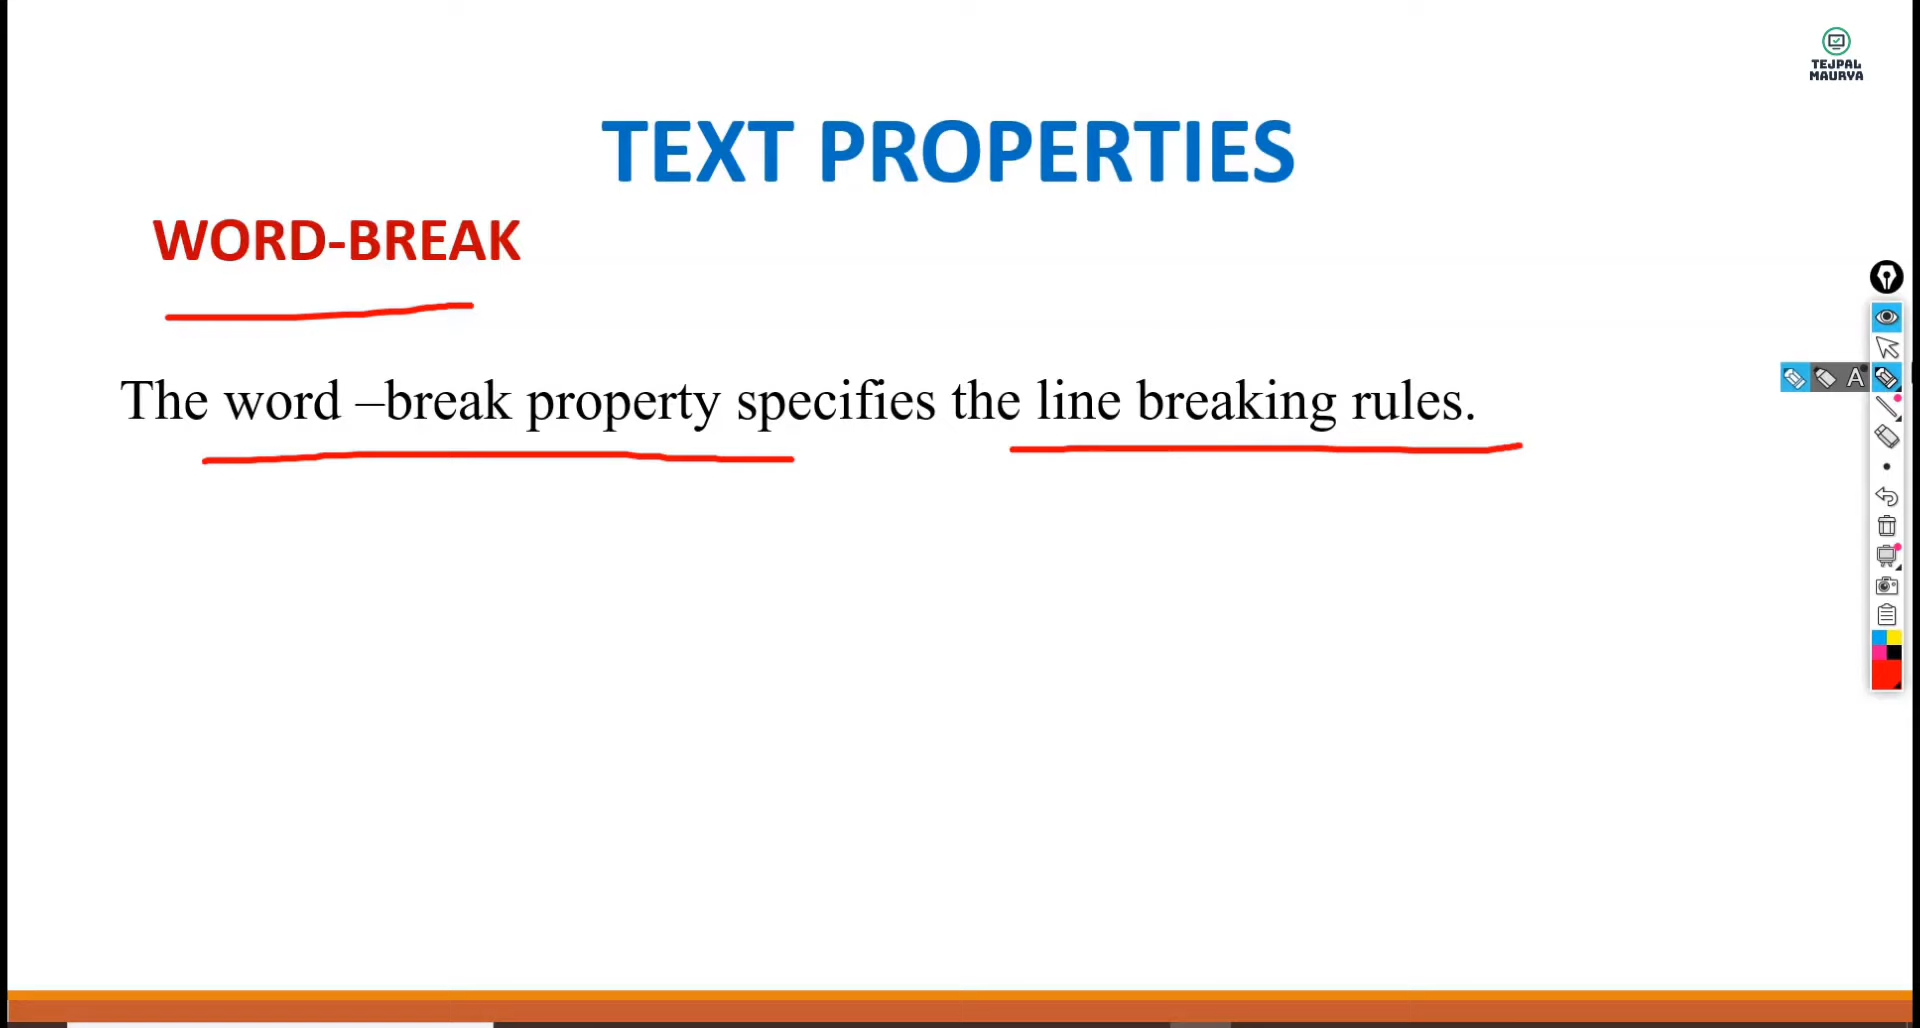 TEJPAL
MAURYA
TEXT PROPERTIES
WORD-BREAK
The word –break property specifies the line breaking rules.
A